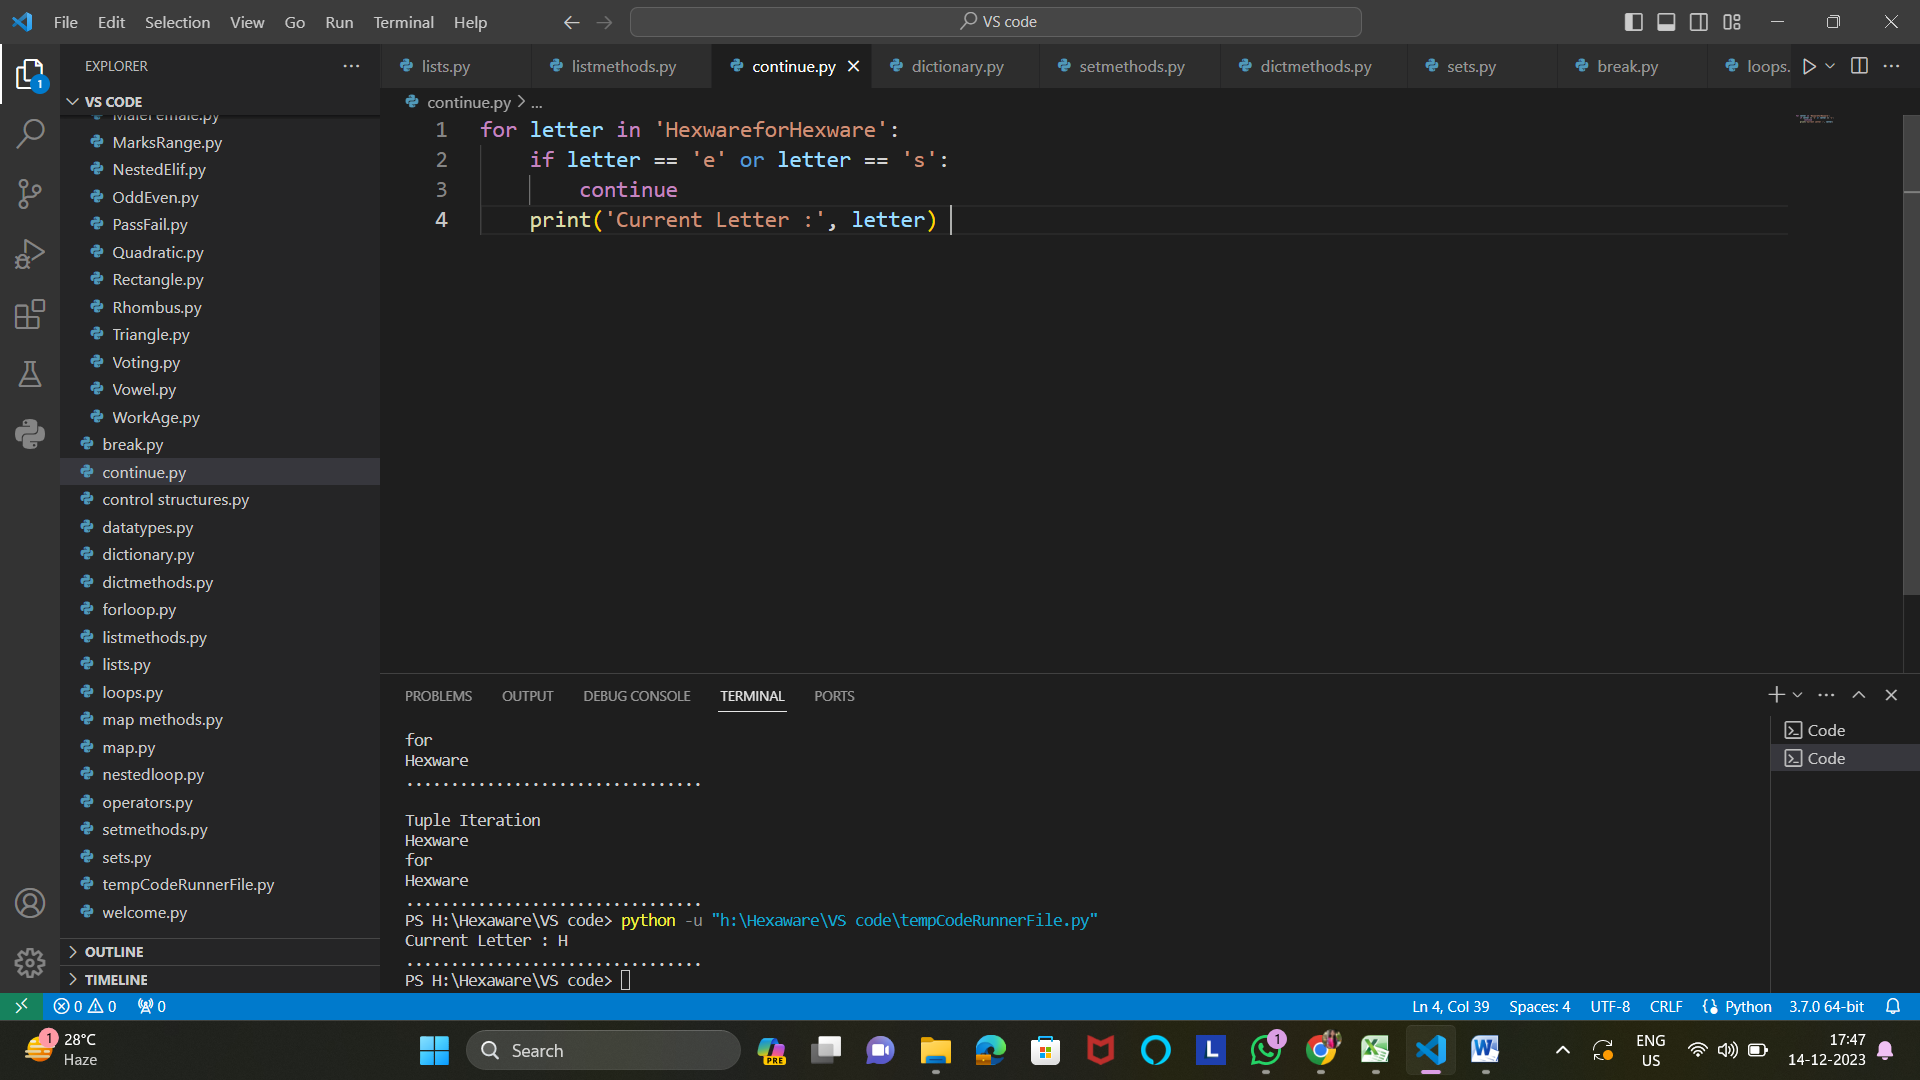 File Edit Selection View Go Run Terminal Help
VS code
EXPLORER
1
VS CODE
MaleFemale.py
MarksRange.py
NestedElif.py
OddEven.py
PassFail.py
Quadratic.py
Rectangle.py
Rhombus.py
Triangle.py
Voting.py
Vowel.py
WorkAge.py
break.py
continue.py
control structures.py
datatypes.py
dictionary.py
dictmethods.py
forloop.py
listmethods.py
lists.py
loops.py
map methods.py
map.py
nestedloop.py
operators.py
setmethods.py
sets.py
tempCodeRunnerFile.py
welcome.py
OUTLINE
TIMELINE
lists.py listmethods.py continue.py dictionary.py setmethods.py dictmethods.py sets.py break.py loops.
continue.py > ...
1 for letter in 'HexwareforHexware':
2 if letter == 'e' or letter == 's':
3 continue
4 print('Current Letter :', letter)
PROBLEMS OUTPUT DEBUG CONSOLE TERMINAL PORTS
for
Hexware
.................................
Tuple Iteration
Hexware
for
Hexware
.................................
PS H:\Hexaware\VS code> python -u "h:\Hexaware\VS code\tempCodeRunnerFile.py"
Current Letter : H
.................................
PS H:\Hexaware\VS code>
Code
Code
0 0 0
Ln 4, Col 39 Spaces: 4 UTF-8 CRLF Python 3.7.0 64-bit
1
28°C
Haze
Search
PRE
L
1
ENG
US
17:47
14-12-2023